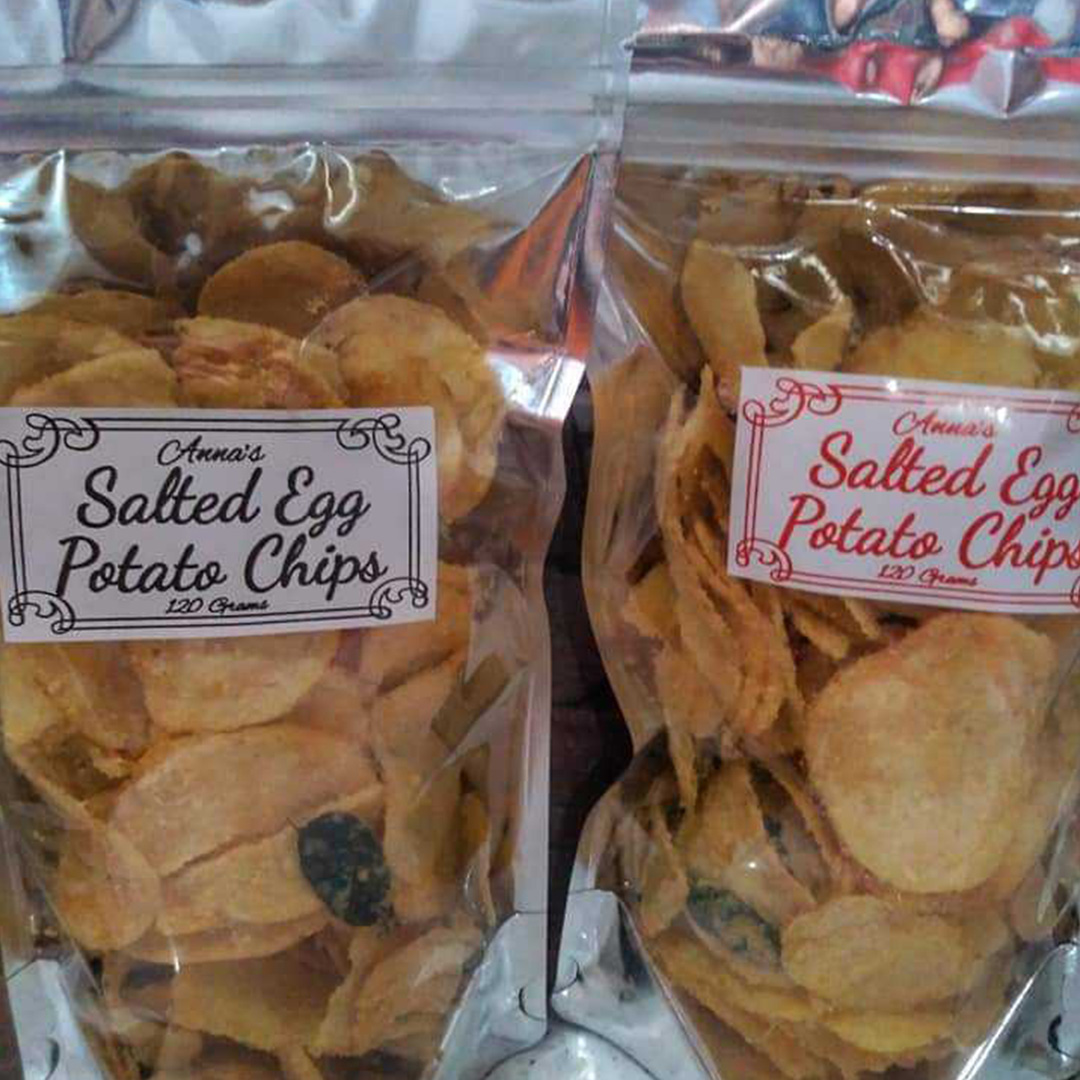 Anna's
Salted Egg
Potato Chips
120 Grams
Anna's
Salted Egg
Potato Chips
120 Grams